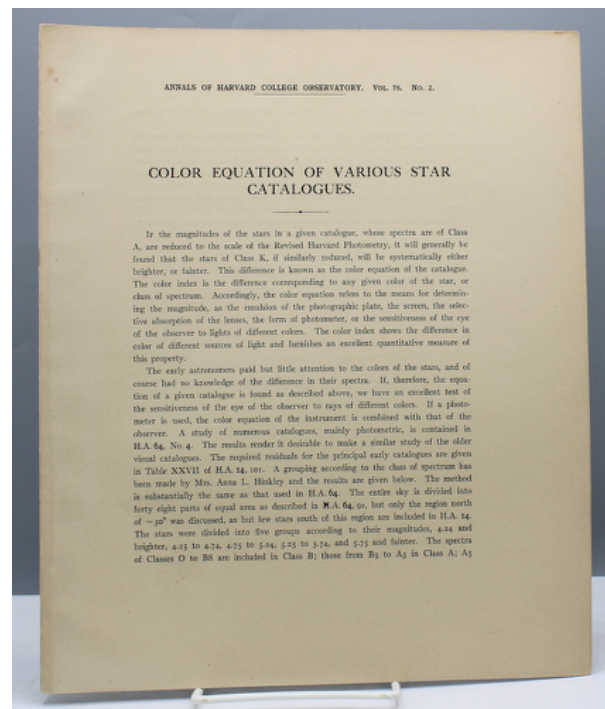 ANNALS OF HARVARD COLLEGE OBSERVATORY. VOL. 76. No. 2.
COLOR EQUATION OF VARIOUS STAR
CATALOGUES.
If the magnitudes of the stars in a given catalogue, whose spectra are of Class
A, are reduced to the scale of the Revised Harvard Photometry, it will generally be
found that the stars of Class K, if similarly reduced, will be systematically either
brighter, or fainter. This difference is known as the color equation of the catalogue.
The color index is the difference corresponding to any given color of the star, or
class of spectrum. Accordingly, the color equation refers to the means for determin-
ing the magnitude, as the emulsion of the photographic plate, the screen, the selec-
tive absorption of the lenses, the form of photometer, or the sensitiveness of the eye
of the observer to lights of different colors. The color index shows the difference in
color of different sources of light and furnishes an excellent quantitative measure of
this property.
The early astronomers paid but little attention to the colors of the stars, and of
course had no knowledge of the difference in their spectra. If, therefore, the equa-
tion of a given catalogue is found as described above, we have an excellent test of
the sensitiveness of the eye of the observer to rays of different colors. If a photo-
meter is used, the color equation of the instrument is combined with that of the
observer. A study of numerous catalogues, mainly photometric, is contained in
H.A. 64, No. 4. The results render it desirable to make a similar study of the older
visual catalogues. The required residuals for the principal early catalogues are given
in Table XXVII of H.A. 14, 101. A grouping according to the class of spectrum has
been made by Mrs. Anna L. Hinkley and the results are given below. The method
is substantially the same as that used in H.A. 64. The entire sky is divided into
forty eight parts of equal area as described in H.A. 64, 91, but only the region north
of −30° was discussed, as but few stars south of this region are included in H.A. 14.
The stars were divided into five groups according to their magnitudes, 4.24 and
brighter, 4.25 to 4.74, 4.75 to 5.24, 5.25 to 5.74, and 5.75 and fainter. The spectra
of Classes O to B8 are included in Class B; those from B9 to A3 in Class A; A5